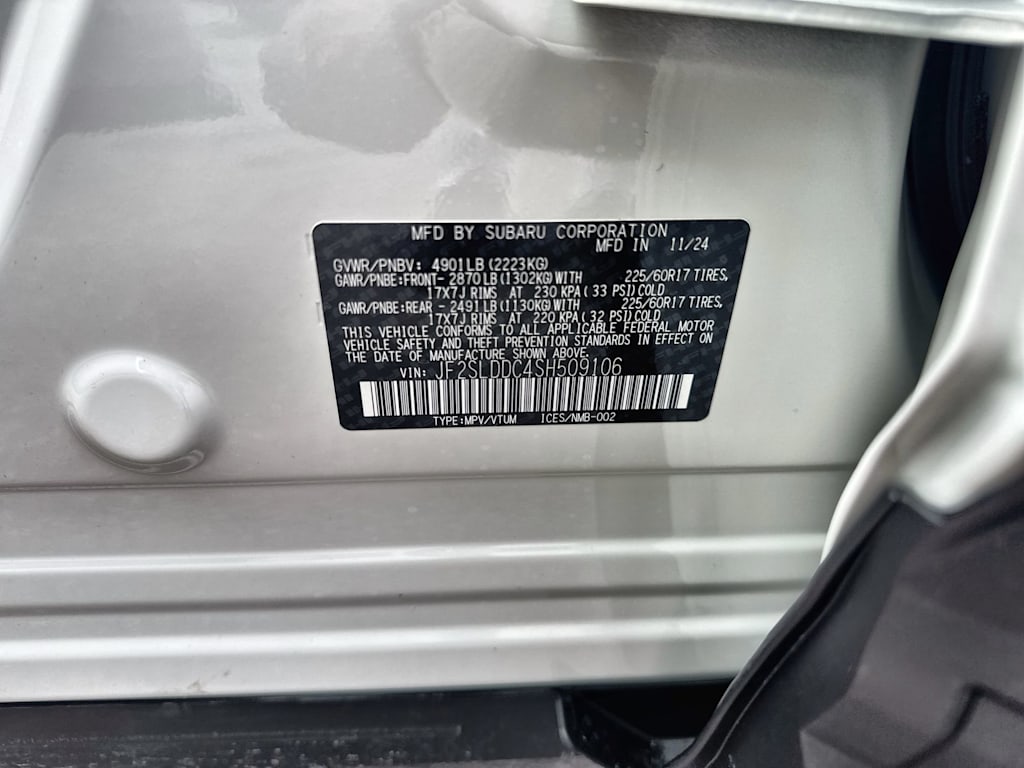 MFD BY SUBARU CORPORATION
MFD IN 11/24
GVWR/PNBV: 4901LB (2223KG)
GAWR/PNBE:FRONT- 2870LB (1302KG) WITH 225/60R17 TIRES,
17X7J RIMS AT 230 KPA ( 33 PSI) COLD
GAWR/PNBE:REAR - 2491LB (1130KG) WITH 225/60R17 TIRES,
17X7J RIMS AT 220 KPA ( 32 PSI) COLD
THIS VEHICLE CONFORMS TO ALL APPLICABLE FEDERAL MOTOR
VEHICLE SAFETY AND THEFT PREVENTION STANDARDS IN EFFECT ON
THE DATE OF MANUFACTURE SHOWN ABOVE.
VIN: JF2SLDDC4SH509106
TYPE:MPV/VTUM ICES/NMB-002